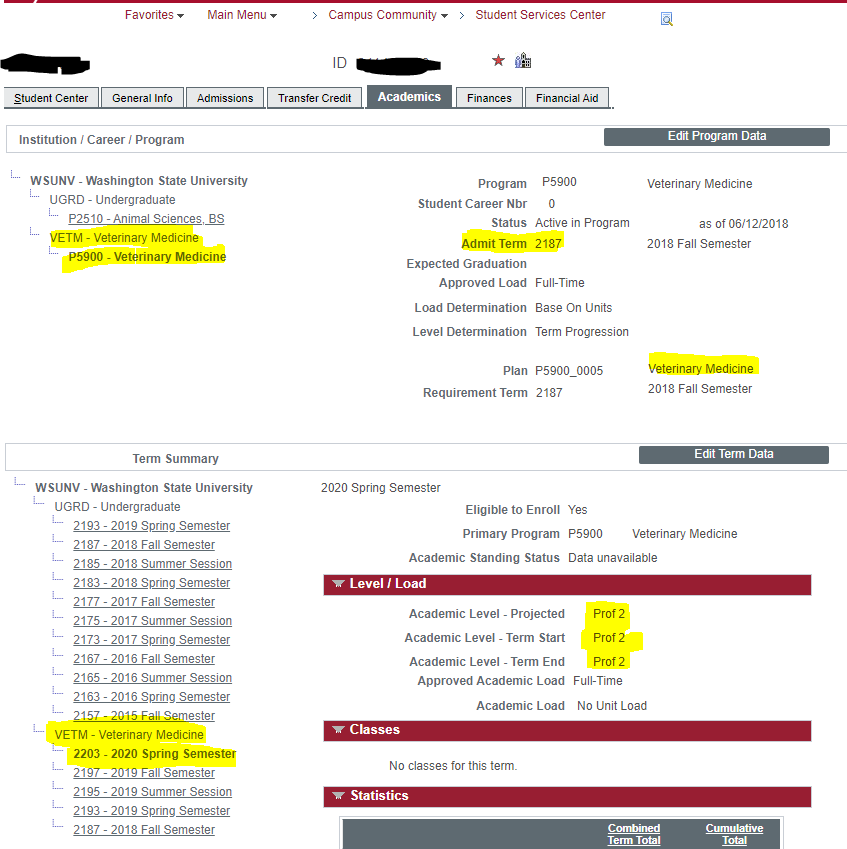 Favorites Main Menu > Campus Community > Student Services Center
ID
Student Center General Info Admissions Transfer Credit Academics Finances Financial Aid
Institution / Career / Program Edit Program Data
WSUNV - Washington State University
UGRD - Undergraduate
P2510 - Animal Sciences, BS
VETM - Veterinary Medicine
P5900 - Veterinary Medicine
Program P5900 Veterinary Medicine
Student Career Nbr 0
Status Active in Program as of 06/12/2018
Admit Term 2187 2018 Fall Semester
Expected Graduation
Approved Load Full-Time
Load Determination Base On Units
Level Determination Term Progression
Plan P5900_0005 Veterinary Medicine
Requirement Term 2187 2018 Fall Semester
Term Summary Edit Term Data
WSUNV - Washington State University
UGRD - Undergraduate
2193 - 2019 Spring Semester
2187 - 2018 Fall Semester
2185 - 2018 Summer Session
2183 - 2018 Spring Semester
2177 - 2017 Fall Semester
2175 - 2017 Summer Session
2173 - 2017 Spring Semester
2167 - 2016 Fall Semester
2165 - 2016 Summer Session
2163 - 2016 Spring Semester
2157 - 2015 Fall Semester
VETM - Veterinary Medicine
2203 - 2020 Spring Semester
2197 - 2019 Fall Semester
2195 - 2019 Summer Session
2193 - 2019 Spring Semester
2187 - 2018 Fall Semester
2020 Spring Semester
Eligible to Enroll Yes
Primary Program P5900 Veterinary Medicine
Academic Standing Status Data unavailable
Level / Load
Academic Level - Projected Prof 2
Academic Level - Term Start Prof 2
Academic Level - Term End Prof 2
Approved Academic Load Full-Time
Academic Load No Unit Load
Classes
No classes for this term.
Statistics
Combined Cumulative
Term Total Total